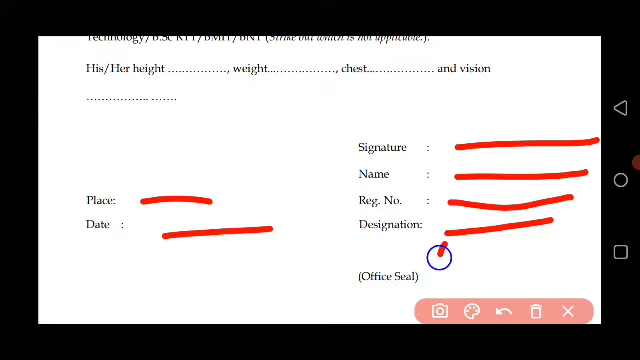 Technology/B.Sc RTT/BMIT/BNT (Strike out which is not applicable).
His/Her height ………………, weight...……………, chest...……………… and vision
……………….. …….
Signature :
Name :
Place: Reg. No. :
Date : Designation:
(Office Seal)